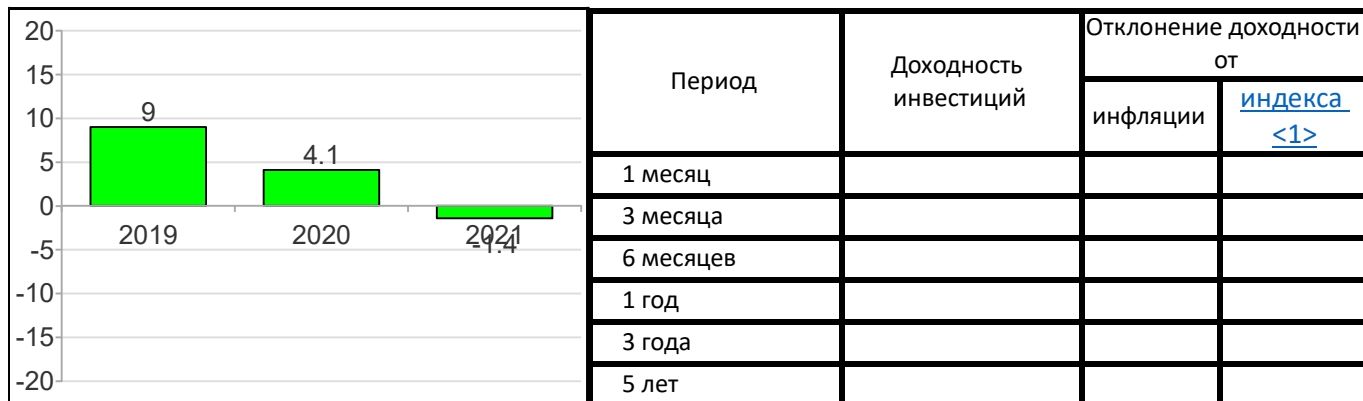 20
15
10
5
0
-5
-10
-15
-20
9
4.1
-1.4
2019
2020
2021
Период
Доходность
инвестиций
Отклонение доходности
от
инфляции
индекса
<1>
1 месяц
3 месяца
6 месяцев
1 год
3 года
5 лет